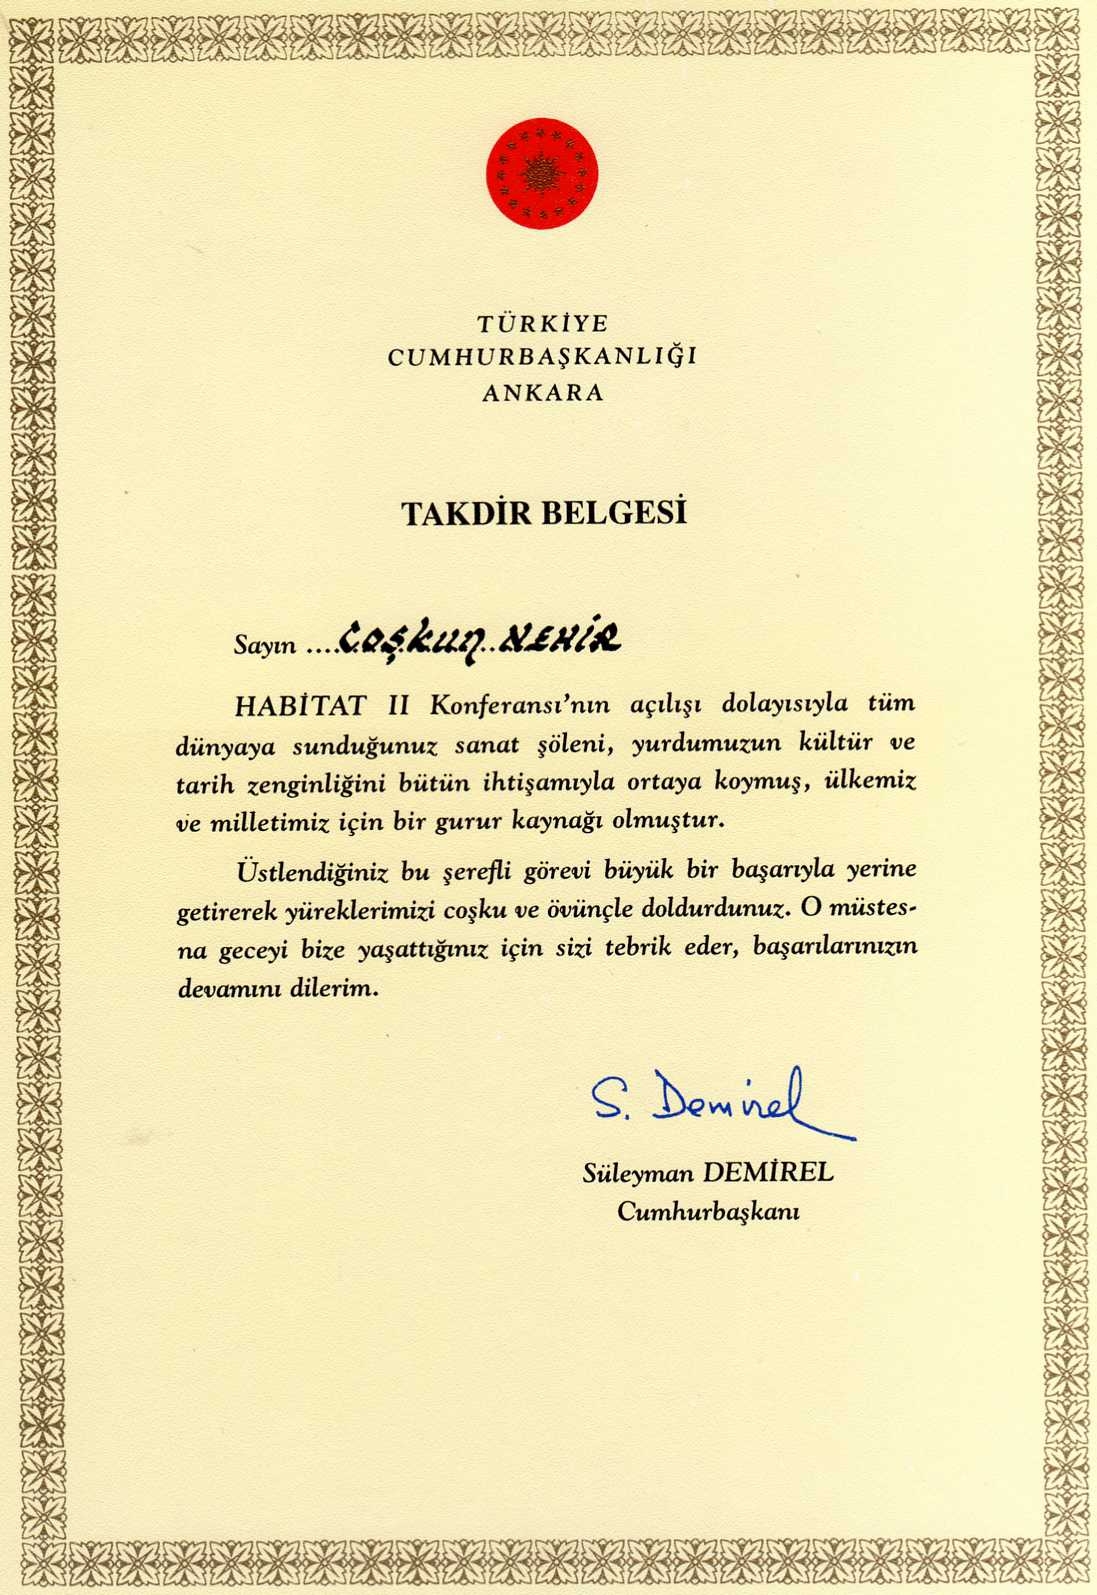 TÜRKİYE
CUMHURBAŞKANLIĞI
ANKARA
TAKDİR BELGESİ
Sayın ....Coşkun..NEHİR
HABİTAT II Konferansı'nın açılışı dolayısıyla tüm
dünyaya sunduğunuz sanat şöleni, yurdumuzun kültür ve
tarih zenginliğini bütün ihtişamıyla ortaya koymuş, ülkemiz
ve milletimiz için bir gurur kaynağı olmuştur.
Üstlendiğiniz bu şerefli görevi büyük bir başarıyla yerine
getirerek yüreklerimizi coşku ve övünçle doldurdunuz. O müstes-
na geceyi bize yaşattığınız için sizi tebrik eder, başarılarınızın
devamını dilerim.
S. Demirel
Süleyman DEMİREL
Cumhurbaşkanı